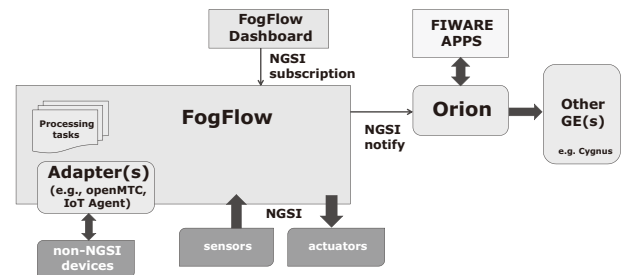 FogFlow
Dashboard
FIWARE
APPS
NGSI
subscription
Processing
tasks
FogFlow
Orion
Other
GE(s)
e.g. Cygnus
NGSI
notify
Adapter(s)
(e.g., openMTC,
IoT Agent)
NGSI
non-NGSI
devices
sensors
actuators